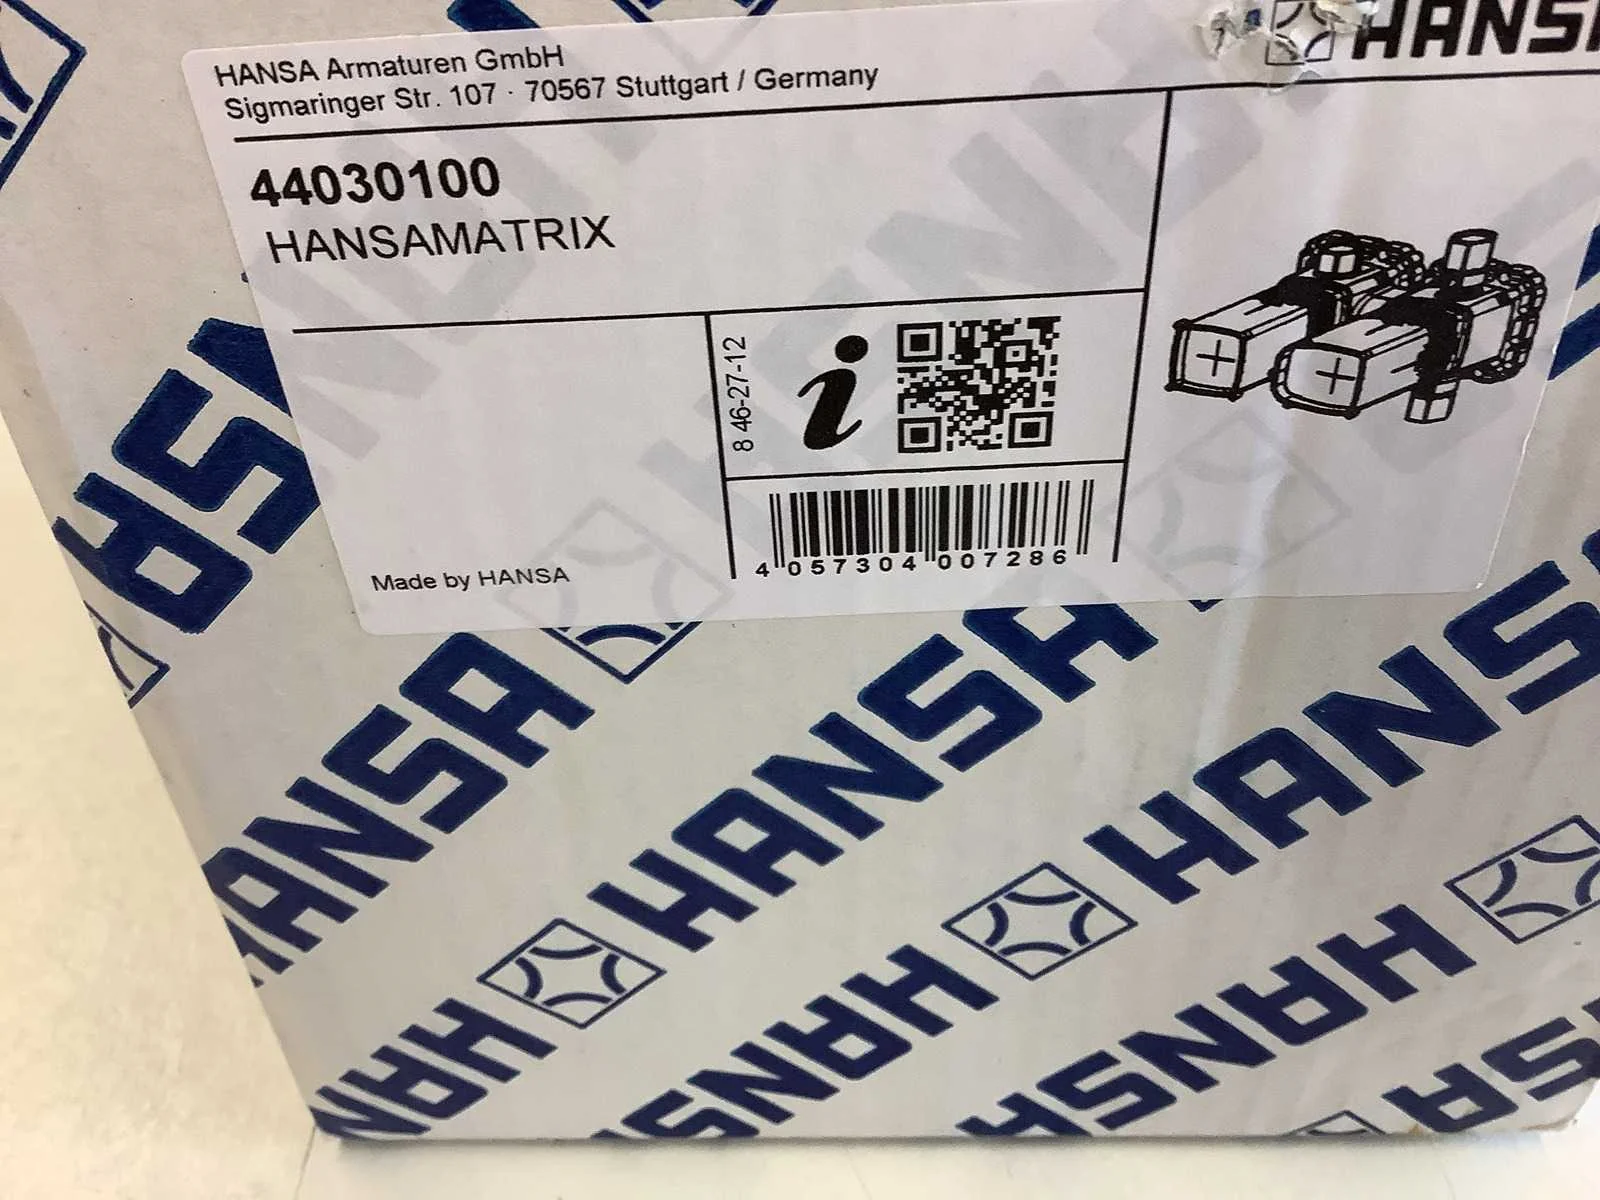 HANSA Armaturen GmbH
Sigmaringer Str. 107 · 70567 Stuttgart / Germany
HANSA
44030100
HANSAMATRIX
8 46-27-12
i
4 057304 007286
Made by HANSA
HANSA
HANSA
HANSA
HANSA
HANSA
HANSA
HANSA